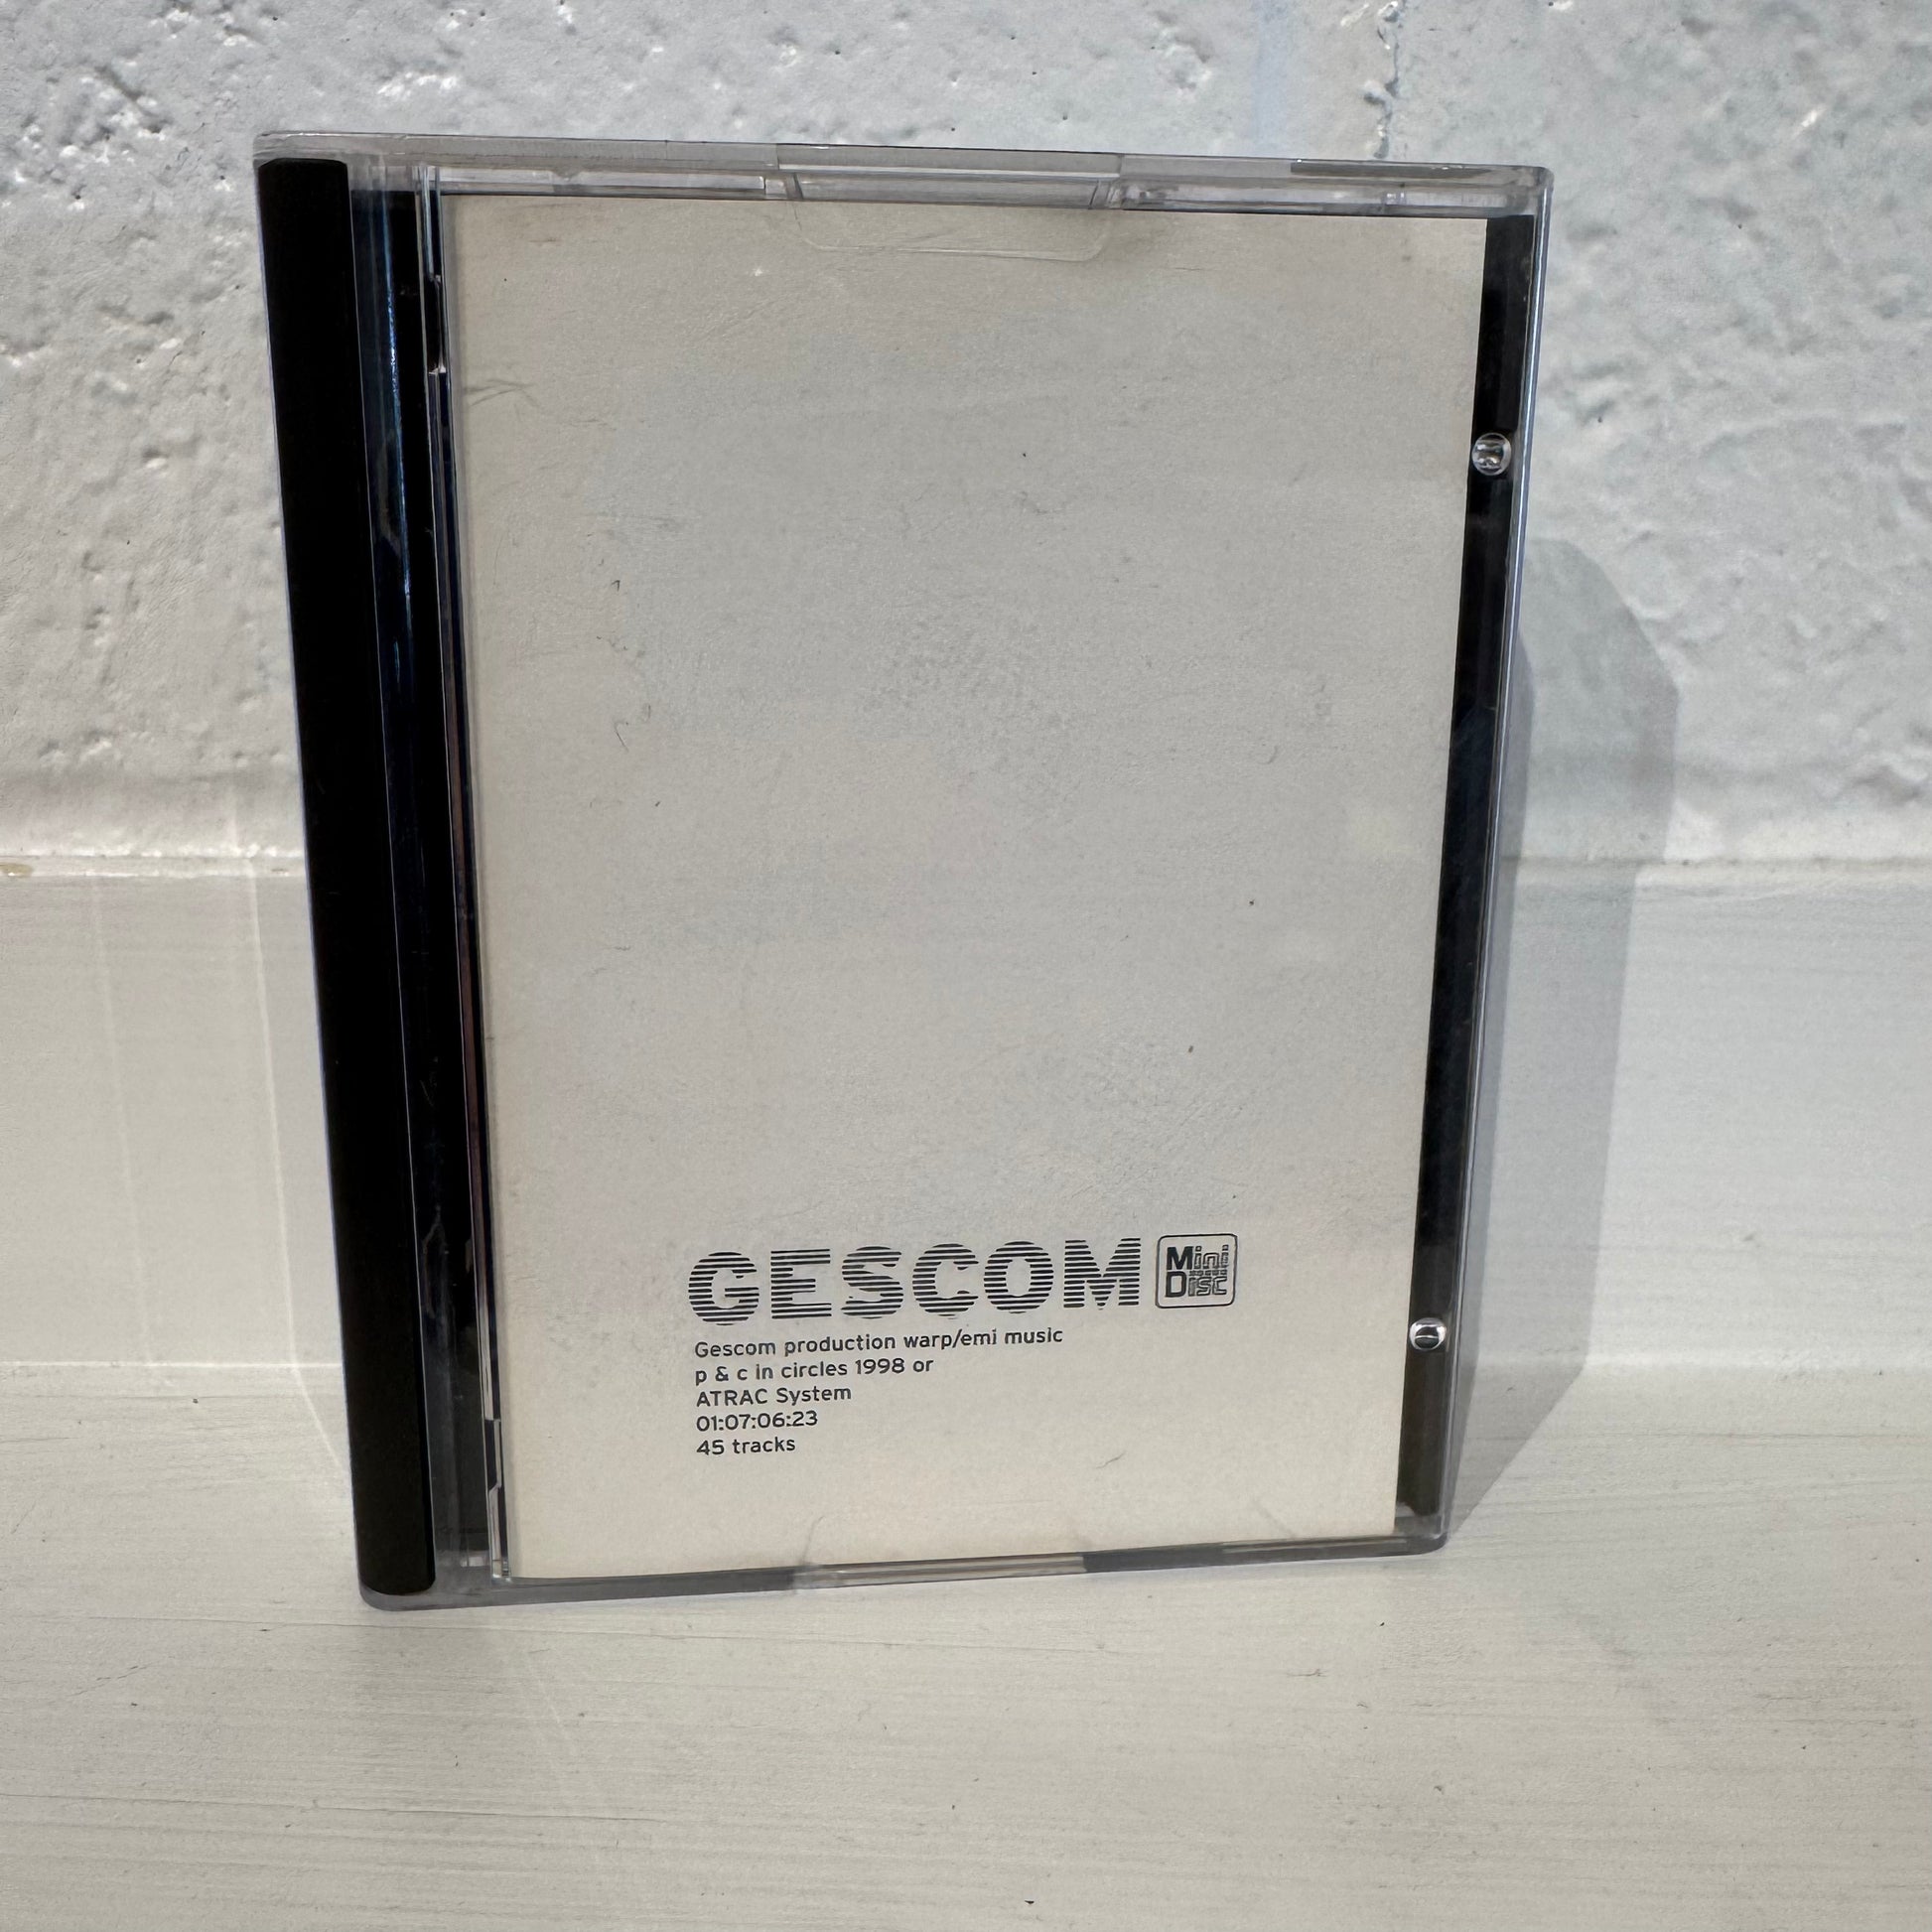 GESCOM Mini Disc
Gescom production warp/emi music
p & c in circles 1998 or
ATRAC System
01:07:06:23
45 tracks